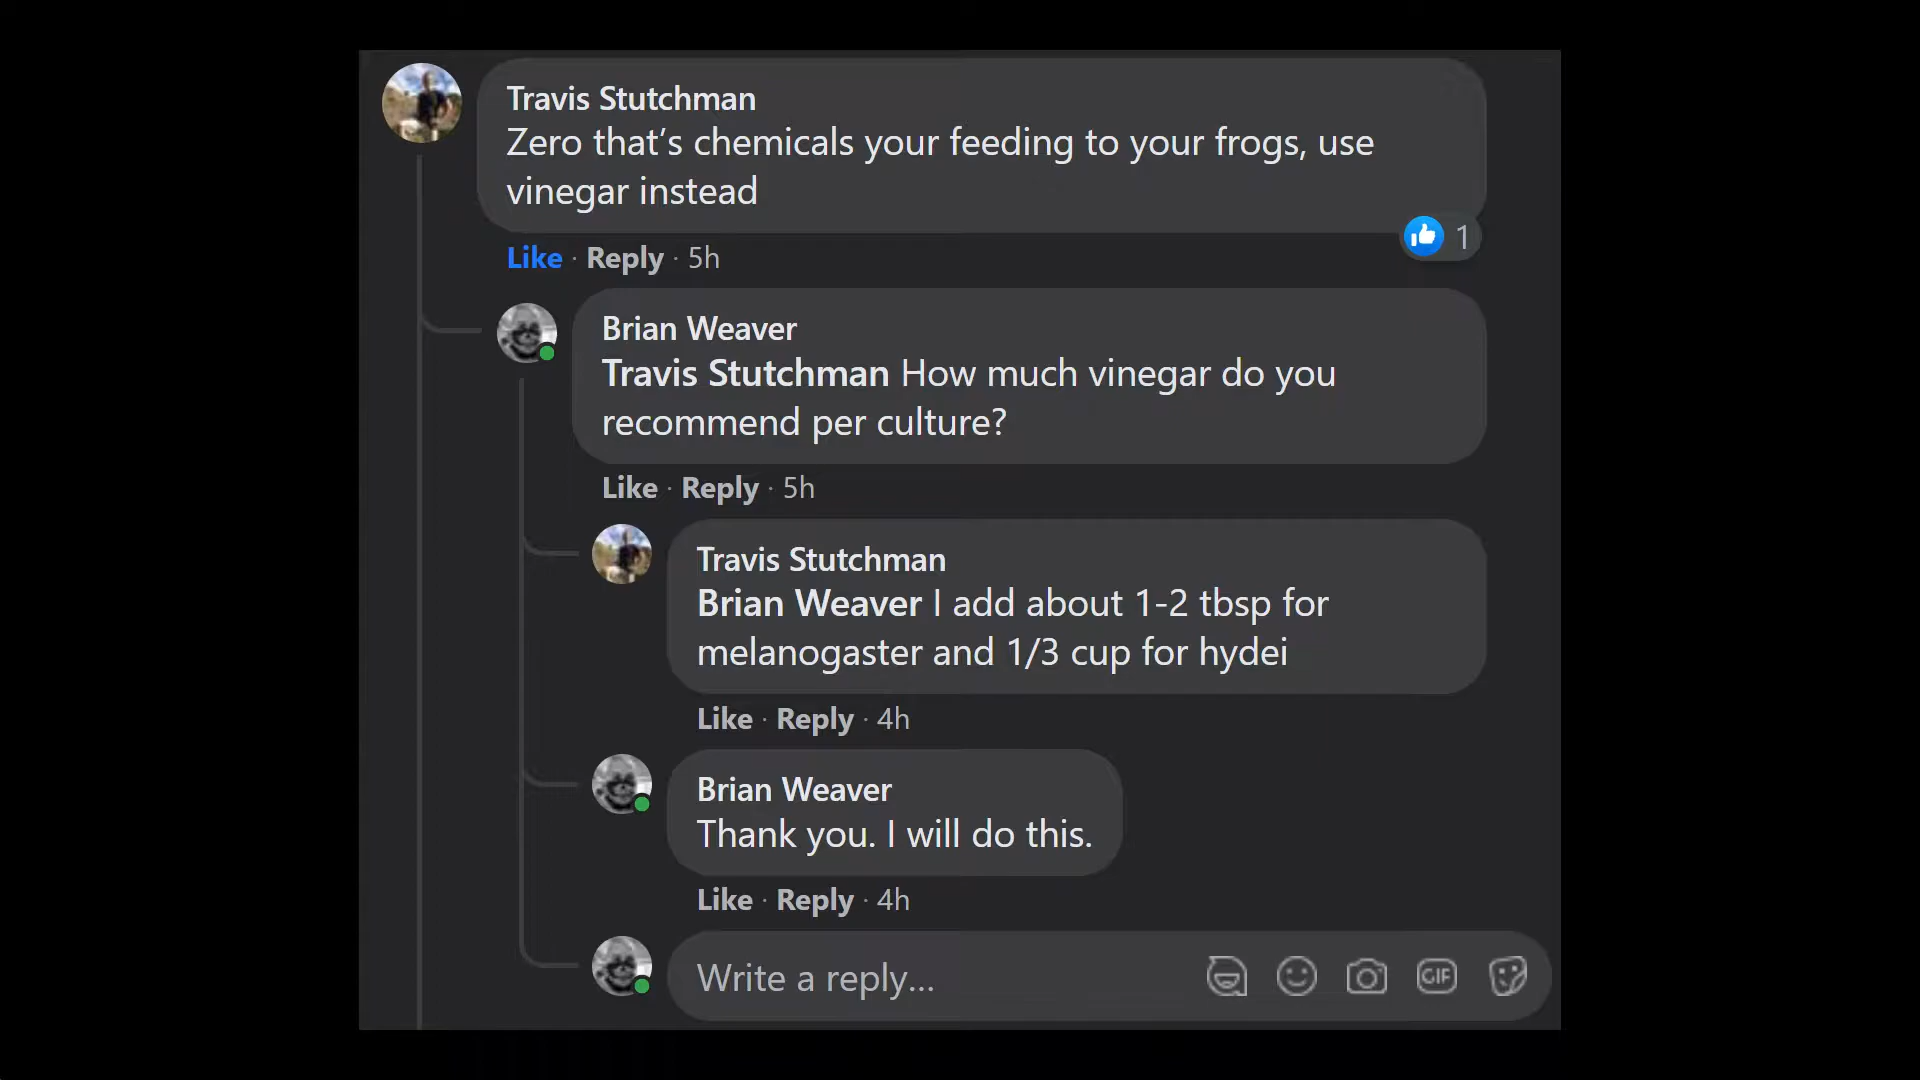 Travis Stutchman
Zero that’s chemicals your feeding to your frogs, use
vinegar instead
1
Like · Reply · 5h
Brian Weaver
Travis Stutchman How much vinegar do you
recommend per culture?
Like · Reply · 5h
Travis Stutchman
Brian Weaver I add about 1-2 tbsp for
melanogaster and 1/3 cup for hydei
Like · Reply · 4h
Brian Weaver
Thank you. I will do this.
Like · Reply · 4h
Write a reply...
GIF